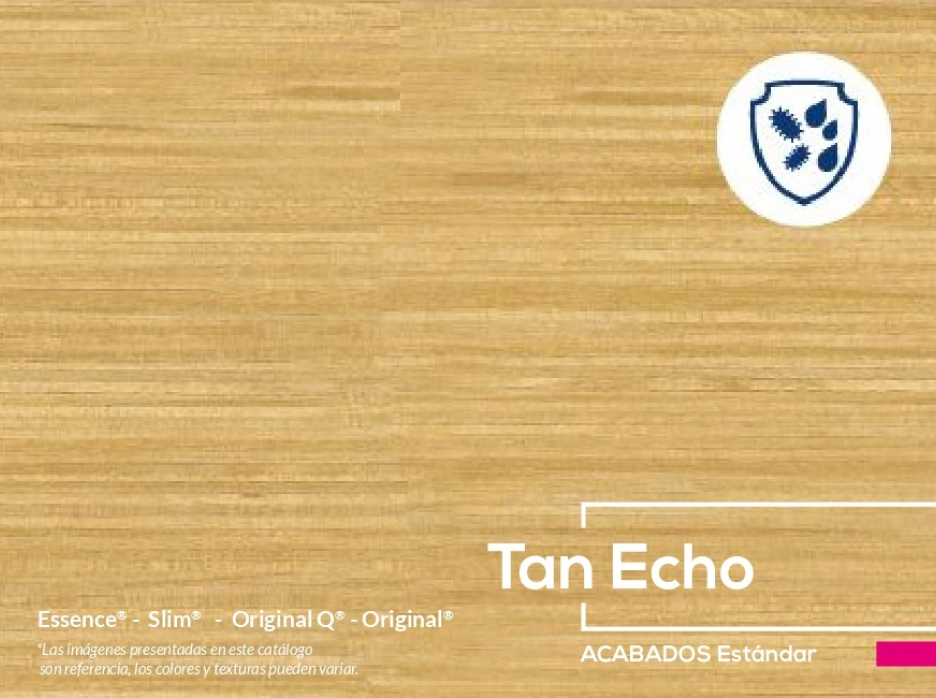 Tan Echo
Essence® - Slim® - Original Q® - Original®
*Las imágenes presentadas en este catálogo
son referencia, los colores y texturas pueden variar.
ACABADOS Estándar